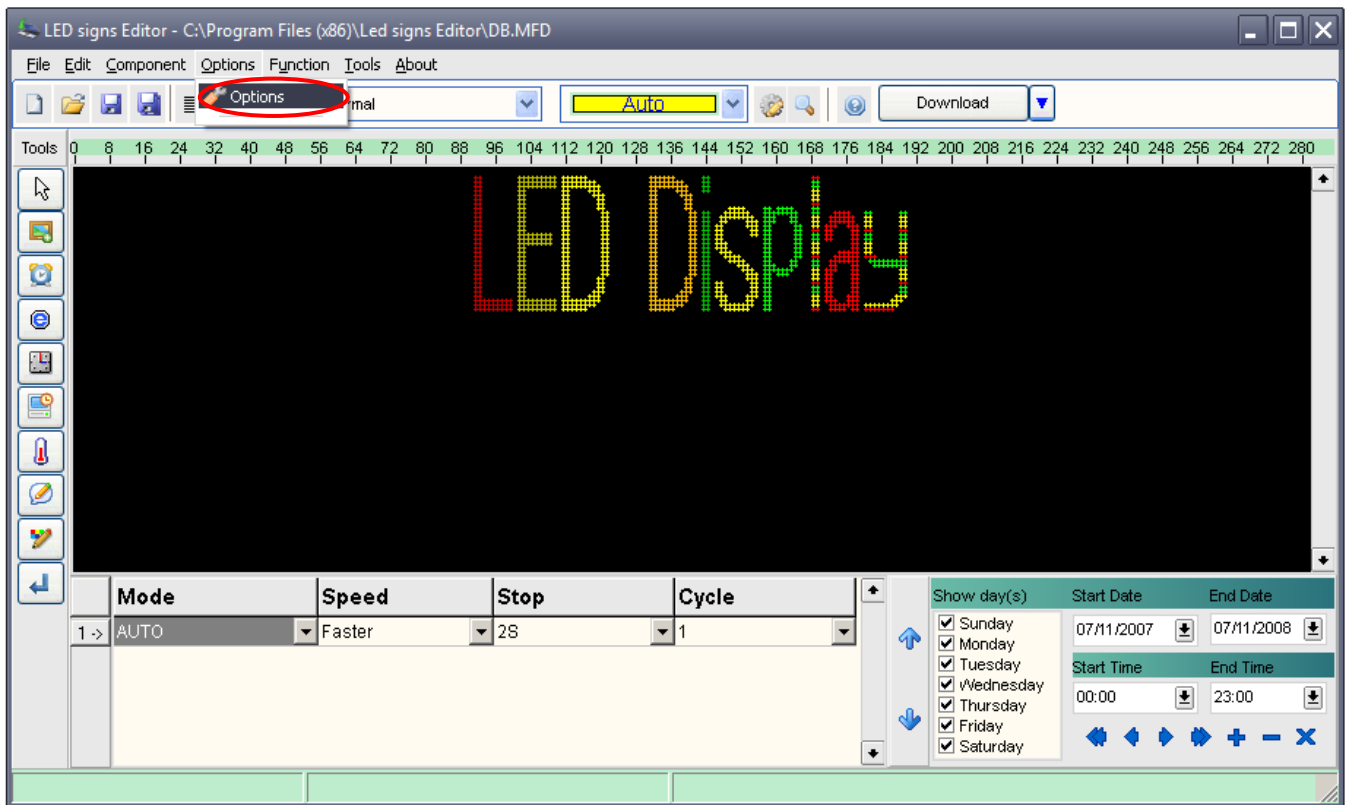 LED signs Editor - C:\Program Files (x86)\Led signs Editor\DB.MFD
File Edit Component Options Function Tools About
Options
Auto Download
Tools 0 8 16 24 32 40 48 56 64 72 80 88 96 104 112 120 128 136 144 152 160 168 176 184 192 200 208 216 224 232 240 248 256 264 272 280
LED Display
Mode Speed Stop Cycle
1 -> AUTO Faster 2S 1
Show day(s) Start Date End Date
Sunday 07/11/2007 07/11/2008
Monday
Tuesday Start Time End Time
Wednesday
Thursday 00:00 23:00
Friday
Saturday